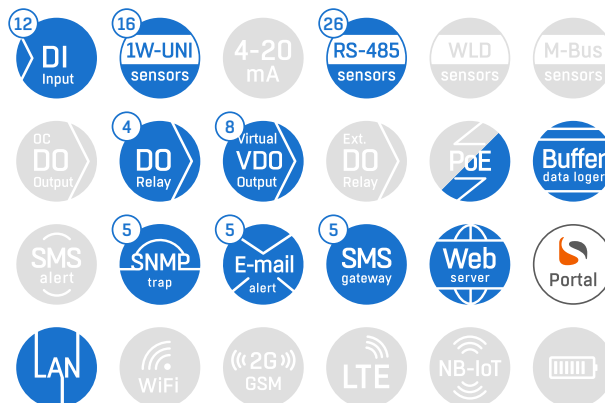 12
DI
Input
16
1W-UNI
sensors
4-20
mA
26
RS-485
sensors
WLD
sensors
M-Bus
sensors
OC
DO
Output
4
DO
Relay
8
Virtual
VDO
Output
Ext.
DO
Relay
PoE
Buffer
data loger
SMS
alert
5
SNMP
trap
5
E-mail
alert
5
SMS
gateway
Web
server
Portal
LAN
WiFi
2G
GSM
LTE
NB-IoT